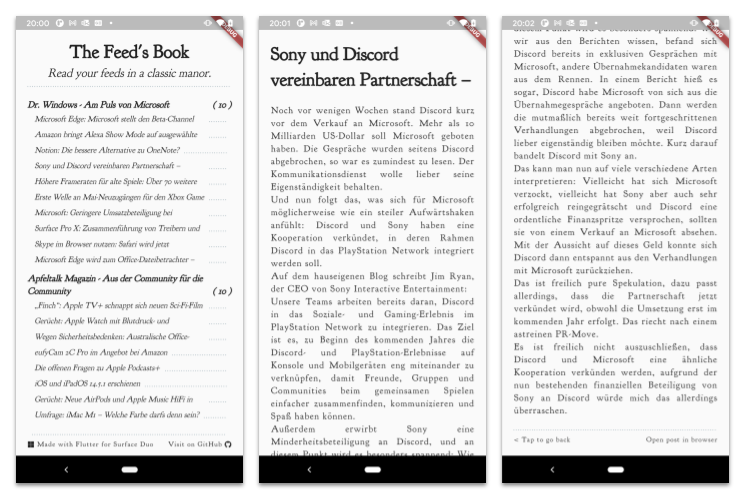 20:00
DEBUG
The Feed's Book
Read your feeds in a classic manor.
Dr. Windows - Am Puls von Microsoft ( 10 )
Microsoft Edge: Microsoft stellt den Beta-Channel
Amazon bringt Alexa Show Mode auf ausgewählte
Notion: Die bessere Alternative zu OneNote?
Sony und Discord vereinbaren Partnerschaft –
Höhere Frameraten für alte Spiele: Über 70 weitere
Erste Welle an Mai-Neuzugängen für den Xbox Game
Microsoft: Geringere Umsatzbeteiligung bei
Surface Pro X: Zusammenführung von Treibern und
Skype im Browser nutzen: Safari wird jetzt
Microsoft Edge wird zum Office-Dateibetrachter –
Apfeltalk Magazin - Aus der Community für die
Community ( 10 )
„Finch“: Apple TV+ schnappt sich neuen Sci-Fi-Film
Gerücht: Apple Watch mit Blutdruck- und
Wegen Sicherheitsbedenken: Australische Office-
eufyCam 2C Pro im Angebot bei Amazon
Die offenen Fragen zu Apple Podcasts+
iOS und iPadOS 14.5.1 erschienen
Gerücht: Neue AirPods und Apple Music HiFi in
Umfrage: iMac M1 – Welche Farbe darfs denn sein?
Made with Flutter for Surface Duo Visit on GitHub
20:01
DEBUG
Sony und Discord
vereinbaren Partnerschaft –
Noch vor wenigen Wochen stand Discord kurz
vor dem Verkauf an Microsoft. Mehr als 10
Milliarden US-Dollar soll Microsoft geboten
haben. Die Gespräche wurden seitens Discord
abgebrochen, so war es zumindest zu lesen. Der
Kommunikationsdienst wolle lieber seine
Eigenständigkeit behalten.
Und nun folgt das, was sich für Microsoft
möglicherweise wie ein steiler Aufwärtshaken
anfühlt: Discord und Sony haben eine
Kooperation verkündet, in deren Rahmen
Discord in das PlayStation Network integriert
werden soll.
Auf dem hauseigenen Blog schreibt Jim Ryan,
der CEO von Sony Interactive Entertainment:
Unsere Teams arbeiten bereits daran, Discord
in das Soziale- und Gaming-Erlebnis im
PlayStation Network zu integrieren. Das Ziel
ist es, zu Beginn des kommenden Jahres die
Discord- und PlayStation-Erlebnisse auf
Konsole und Mobilgeräten eng miteinander zu
verknüpfen, damit Freunde, Gruppen und
Communities beim gemeinsamen Spielen
einfacher zusammenfinden, kommunizieren und
Spaß haben können.
Außerdem erwirbt Sony eine
Minderheitsbeteiligung an Discord, und an
diesem Punkt wird es besonders spannend: Wie
20:02
DEBUG
diesem Punkt wird es besonders spannend: Wie
wir aus den Berichten wissen, befand sich
Discord bereits in exklusiven Gesprächen mit
Microsoft, andere Übernahmekandidaten waren
aus dem Rennen. In einem Bericht hieß es
sogar, Discord habe Microsoft von sich aus die
Übernahmegespräche angeboten. Dann werden
die mutmaßlich bereits weit fortgeschrittenen
Verhandlungen abgebrochen, weil Discord
lieber eigenständig bleiben möchte. Kurz darauf
bandelt Discord mit Sony an.
Das kann man nun auf viele verschiedene Arten
interpretieren: Vielleicht hat sich Microsoft
verzockt, vielleicht hat Sony aber auch sehr
erfolgreich reingegrätscht und Discord eine
ordentliche Finanzspritze versprochen, sollten
sie von einem Verkauf an Microsoft absehen.
Mit der Aussicht auf dieses Geld konnte sich
Discord dann entspannt aus den Verhandlungen
mit Microsoft zurückziehen.
Das ist freilich pure Spekulation, dazu passt
allerdings, dass die Partnerschaft jetzt
verkündet wird, obwohl die Umsetzung erst im
kommenden Jahr erfolgt. Das riecht nach einem
astreinen PR-Move.
Es ist freilich nicht auszuschließen, dass
Discord und Microsoft eine ähnliche
Kooperation verkünden werden, aufgrund der
nun bestehenden finanziellen Beteiligung von
Sony an Discord würde mich das allerdings
überraschen.
« Tap to go back Open post in browser